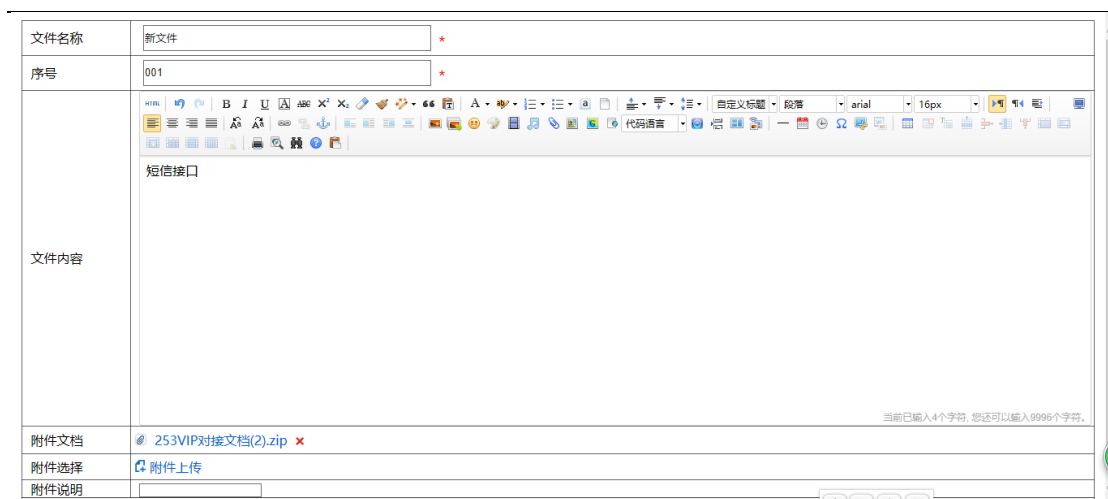 文件名称 新文件 *
序号 001 *
HTML B I U A ABC X² X₂ A 自定义标题 段落 arial 16px
代码语言
短信接口
文件内容
当前已输入4个字符, 您还可以输入9996个字符。
附件文档 253VIP对接文档(2).zip ×
附件选择 附件上传
附件说明